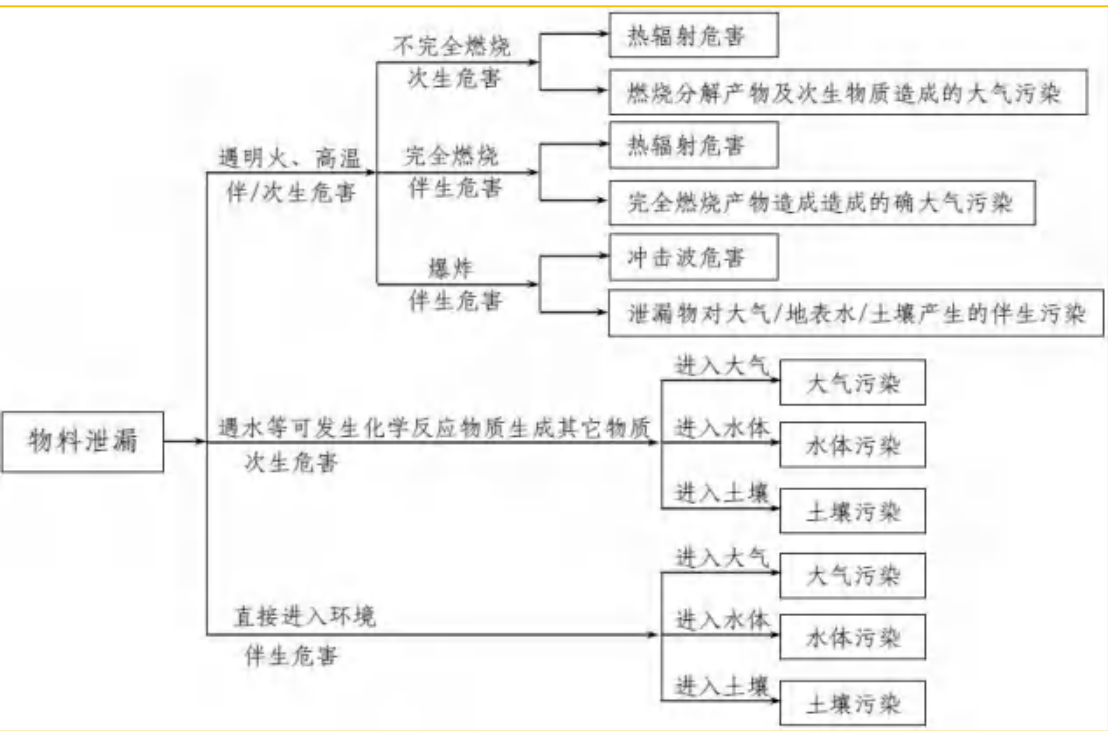 不完全燃烧
次生危害
热辐射危害
燃烧分解产物及次生物质造成的大气污染
遇明火、高温
伴/次生危害
完全燃烧
伴生危害
热辐射危害
完全燃烧产物造成造成的确大气污染
爆炸
伴生危害
冲击波危害
泄漏物对大气/地表水/土壤产生的伴生污染
物料泄漏
遇水等可发生化学反应物质生成其它物质
次生危害
进入大气
大气污染
进入水体
水体污染
进入土壤
土壤污染
直接进入环境
伴生危害
进入大气
大气污染
进入水体
水体污染
进入土壤
土壤污染